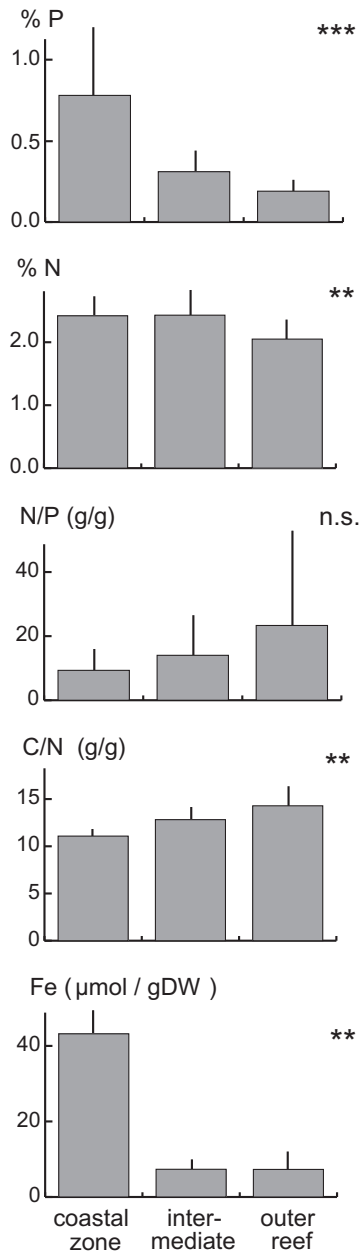 % P
***
1.0
0.5
0.0
% N
**
2.0
1.0
0.0
N/P (g/g)
n.s.
40
20
0
C/N (g/g)
**
15
10
5
0
Fe (µmol / gDW )
**
40
20
0
coastal inter- outer
zone mediate reef